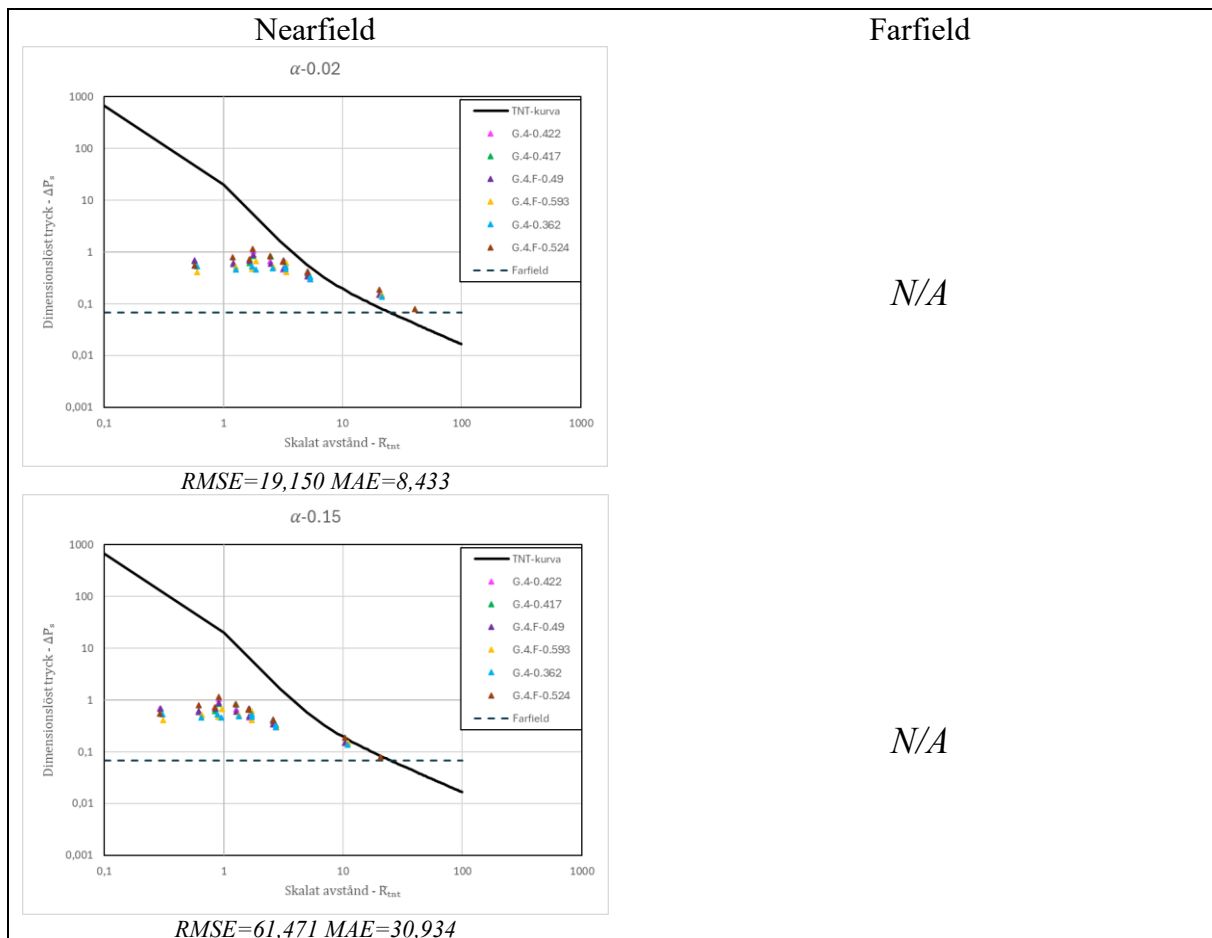 Nearfield
Farfield
α-0.02
Dimensionslöst tryck - ΔP̄ₛ
1000
100
10
1
0,1
0,01
0,001
0,1
1
10
100
1000
Skalat avstånd - R̄ₜₙₜ
TNT-kurva
G.4-0.422
G.4-0.417
G.4.F-0.49
G.4.F-0.593
G.4-0.362
G.4.F-0.524
Farfield
N/A
RMSE=19,150 MAE=8,433
α-0.15
Dimensionslöst tryck - ΔP̄ₛ
1000
100
10
1
0,1
0,01
0,001
0,1
1
10
100
1000
Skalat avstånd - R̄ₜₙₜ
TNT-kurva
G.4-0.422
G.4-0.417
G.4.F-0.49
G.4.F-0.593
G.4-0.362
G.4.F-0.524
Farfield
N/A
RMSE=61,471 MAE=30,934